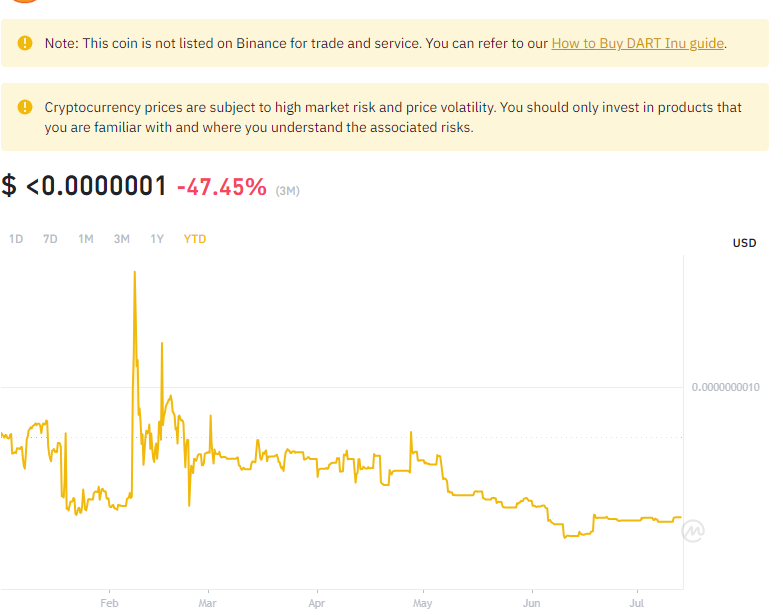 Note: This coin is not listed on Binance for trade and service. You can refer to our How to Buy DART Inu guide.
Cryptocurrency prices are subject to high market risk and price volatility. You should only invest in products that
you are familiar with and where you understand the associated risks.
$ <0.0000001 -47.45% (3M)
1D 7D 1M 3M 1Y YTD
USD
0.0000000010
Feb Mar Apr May Jun Jul